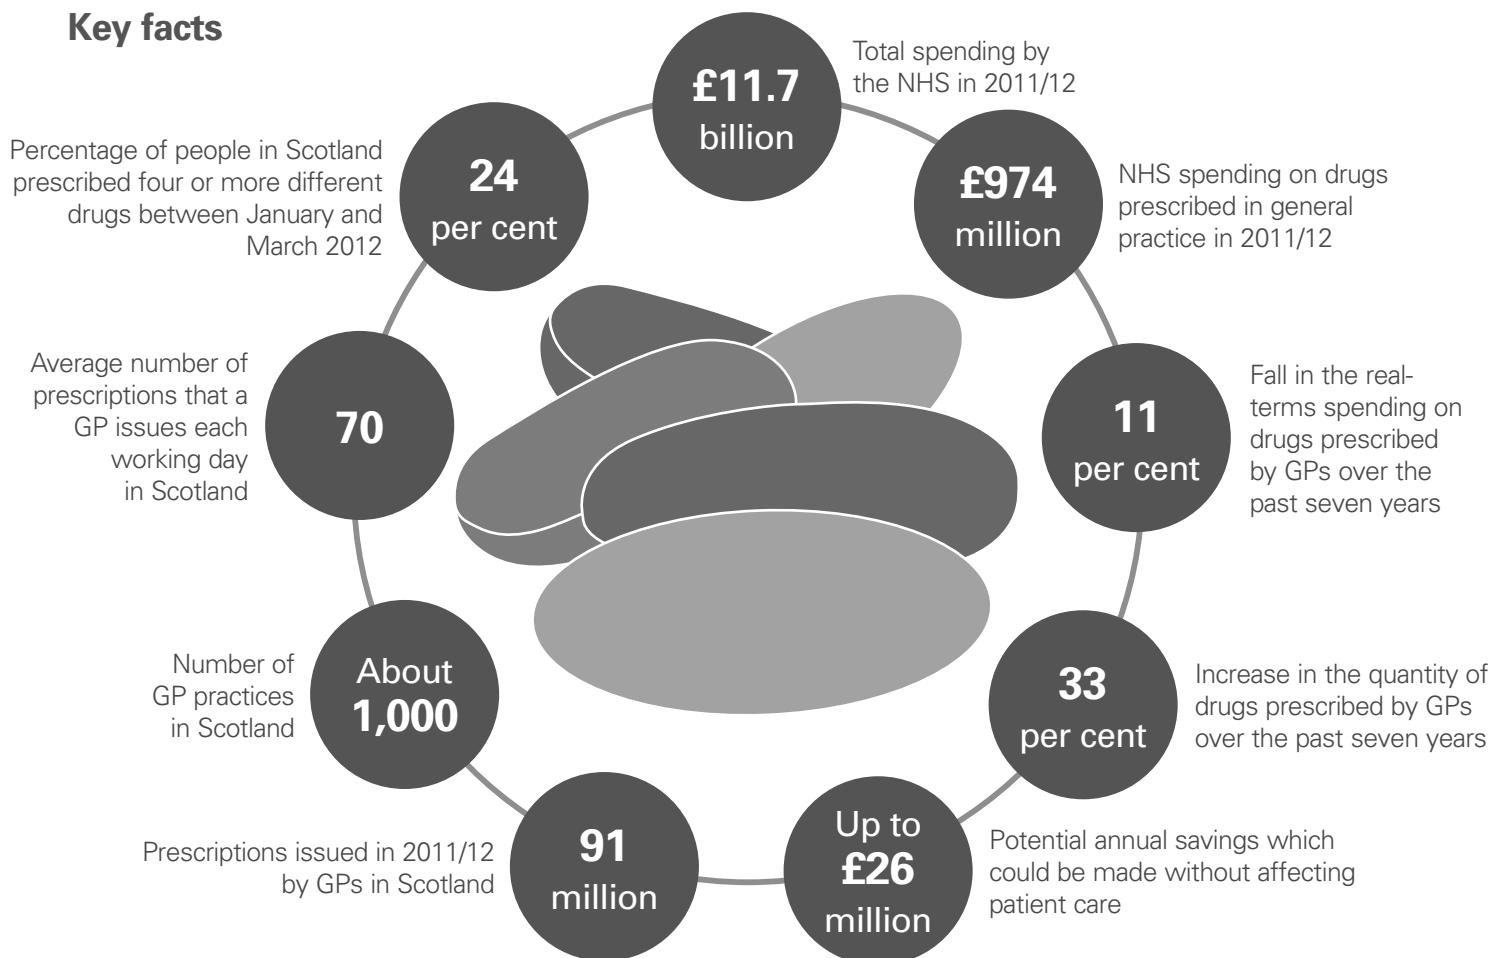 Key facts
£11.7
billion
Total spending by
the NHS in 2011/12
£974
million
NHS spending on drugs
prescribed in general
practice in 2011/12
11
per cent
Fall in the real-
terms spending on
drugs prescribed
by GPs over the
past seven years
33
per cent
Increase in the quantity of
drugs prescribed by GPs
over the past seven years
Up to
£26
million
Potential annual savings which
could be made without affecting
patient care
91
million
Prescriptions issued in 2011/12
by GPs in Scotland
About
1,000
Number of
GP practices
in Scotland
70
Average number of
prescriptions that a
GP issues each
working day
in Scotland
24
per cent
Percentage of people in Scotland
prescribed four or more different
drugs between January and
March 2012